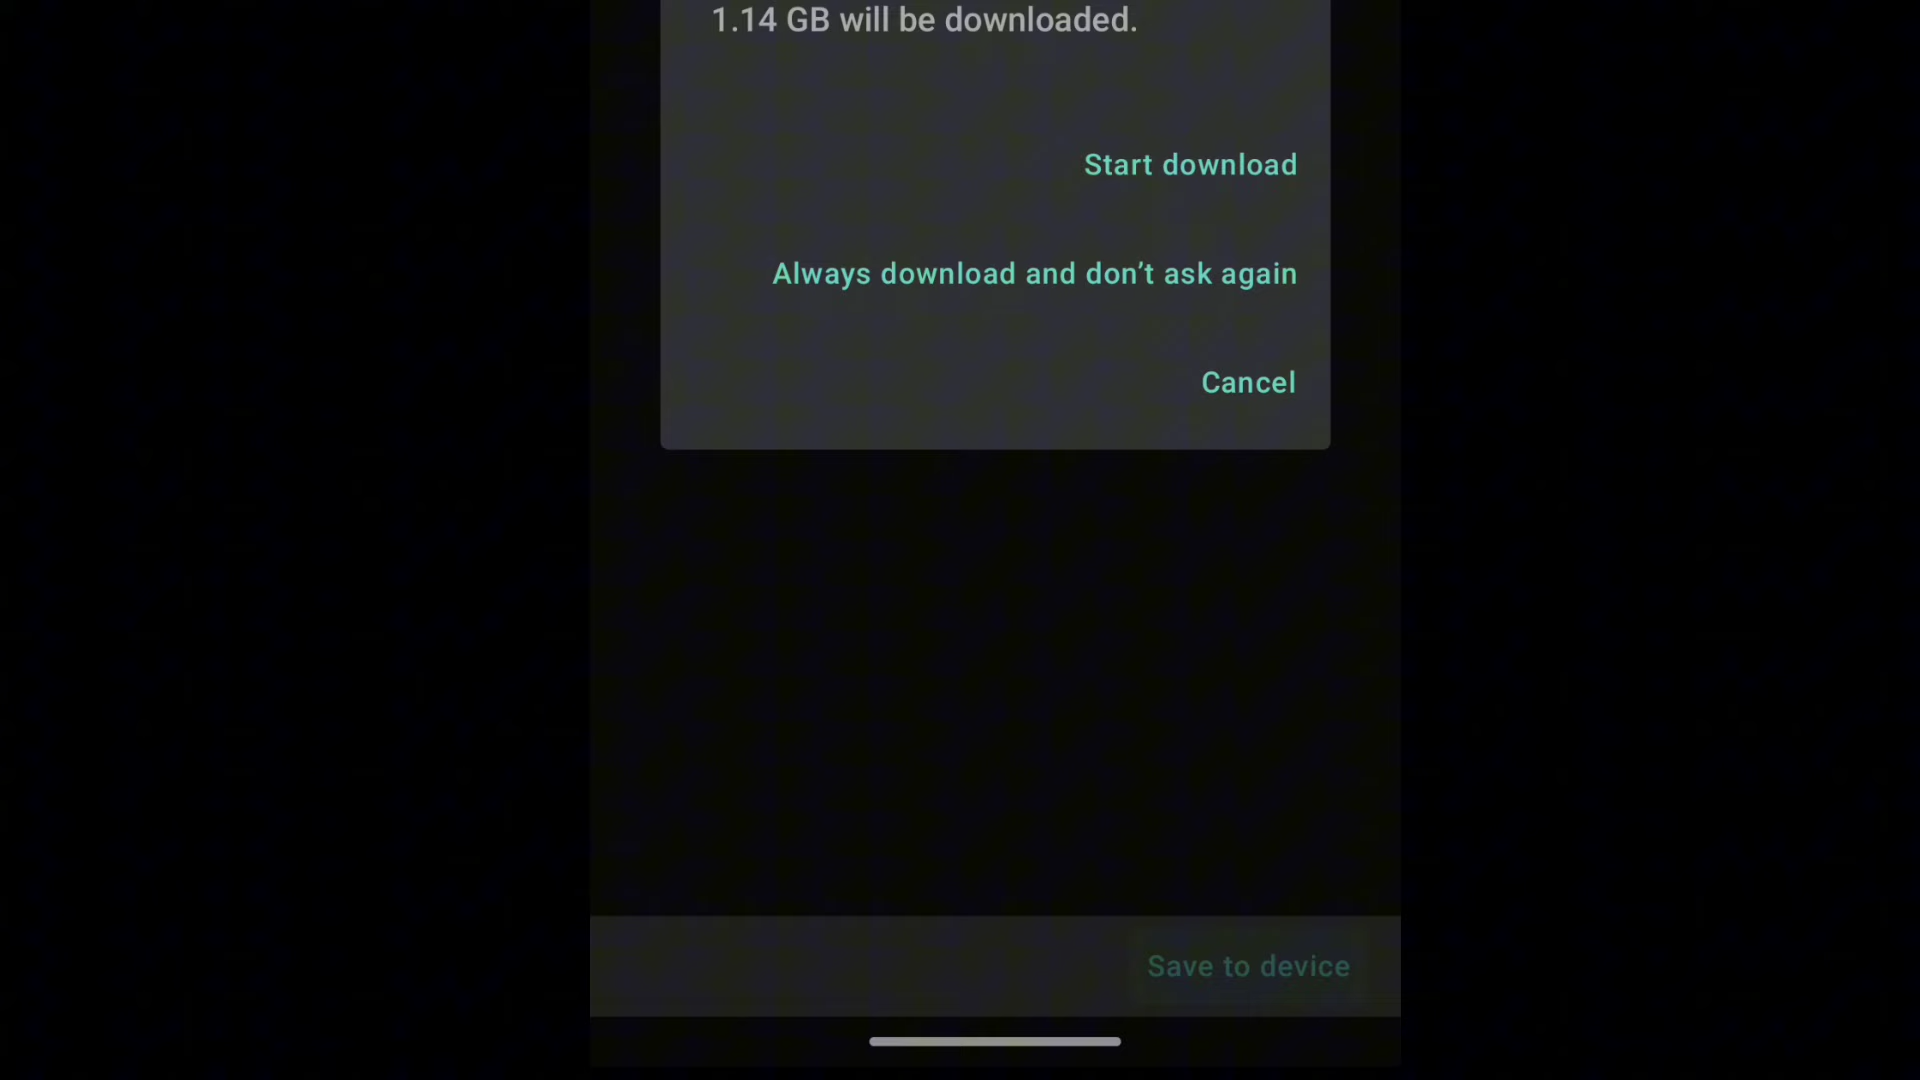 1.14 GB will be downloaded.
Start download
Always download and don’t ask again
Cancel
Save to device